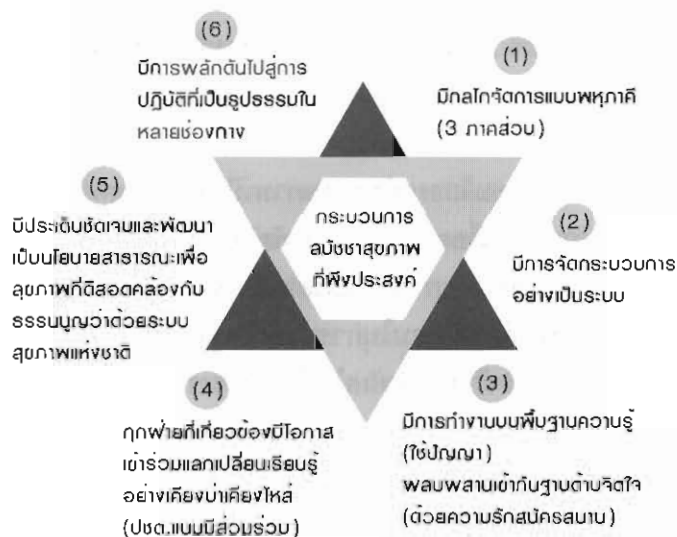 (6)
มีการผลักดันไปสู่การ
ปฏิบัติที่เป็นรูปธรรมใน
หลายช่องทาง
(1)
มีกลไกจัดการแบบพหุภาคี
(3 ภาคส่วน)
(5)
มีประเด็นชัดเจนและพัฒนา
เป็นนโยบายสาธารณะเพื่อ
สุขภาพที่ดีสอดคล้องกับ
ธรรมนูญว่าด้วยระบบ
สุขภาพแห่งชาติ
กระบวนการ
สมัชชาสุขภาพ
ที่พึงประสงค์
(2)
มีการจัดกระบวนการ
อย่างเป็นระบบ
(4)
ทุกฝ่ายที่เกี่ยวข้องมีโอกาส
เข้าร่วมแลกเปลี่ยนเรียนรู้
อย่างเคียงบ่าเคียงไหล่
(ปชต.แบบมีส่วนร่วม)
(3)
มีการทำงานบนพื้นฐานความรู้
(ใช้ปัญญา)
ผสมผสานเข้ากับฐานด้านจิตใจ
(ด้วยความรักสมัครสมาน)